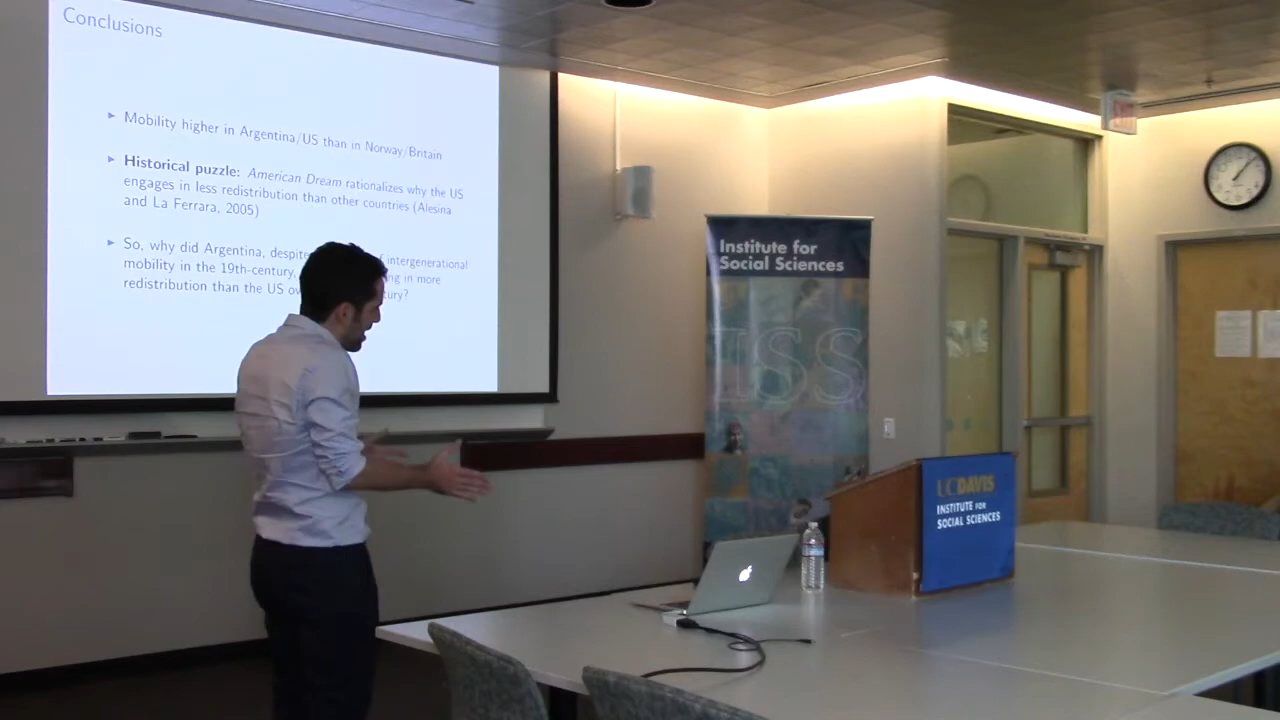 Conclusions
Mobility higher in Argentina/US than in Norway/Britain
Historical puzzle: American Dream rationalizes why the US
engages in less redistribution than other countries (Alesina
and La Ferrara, 2005)
So, why did Argentina, despite intergenerational
mobility in the 19th-century, in more
redistribution than the US
Institute for
Social Sciences
ISS
EXIT
UCDAVIS
INSTITUTE FOR
SOCIAL SCIENCES